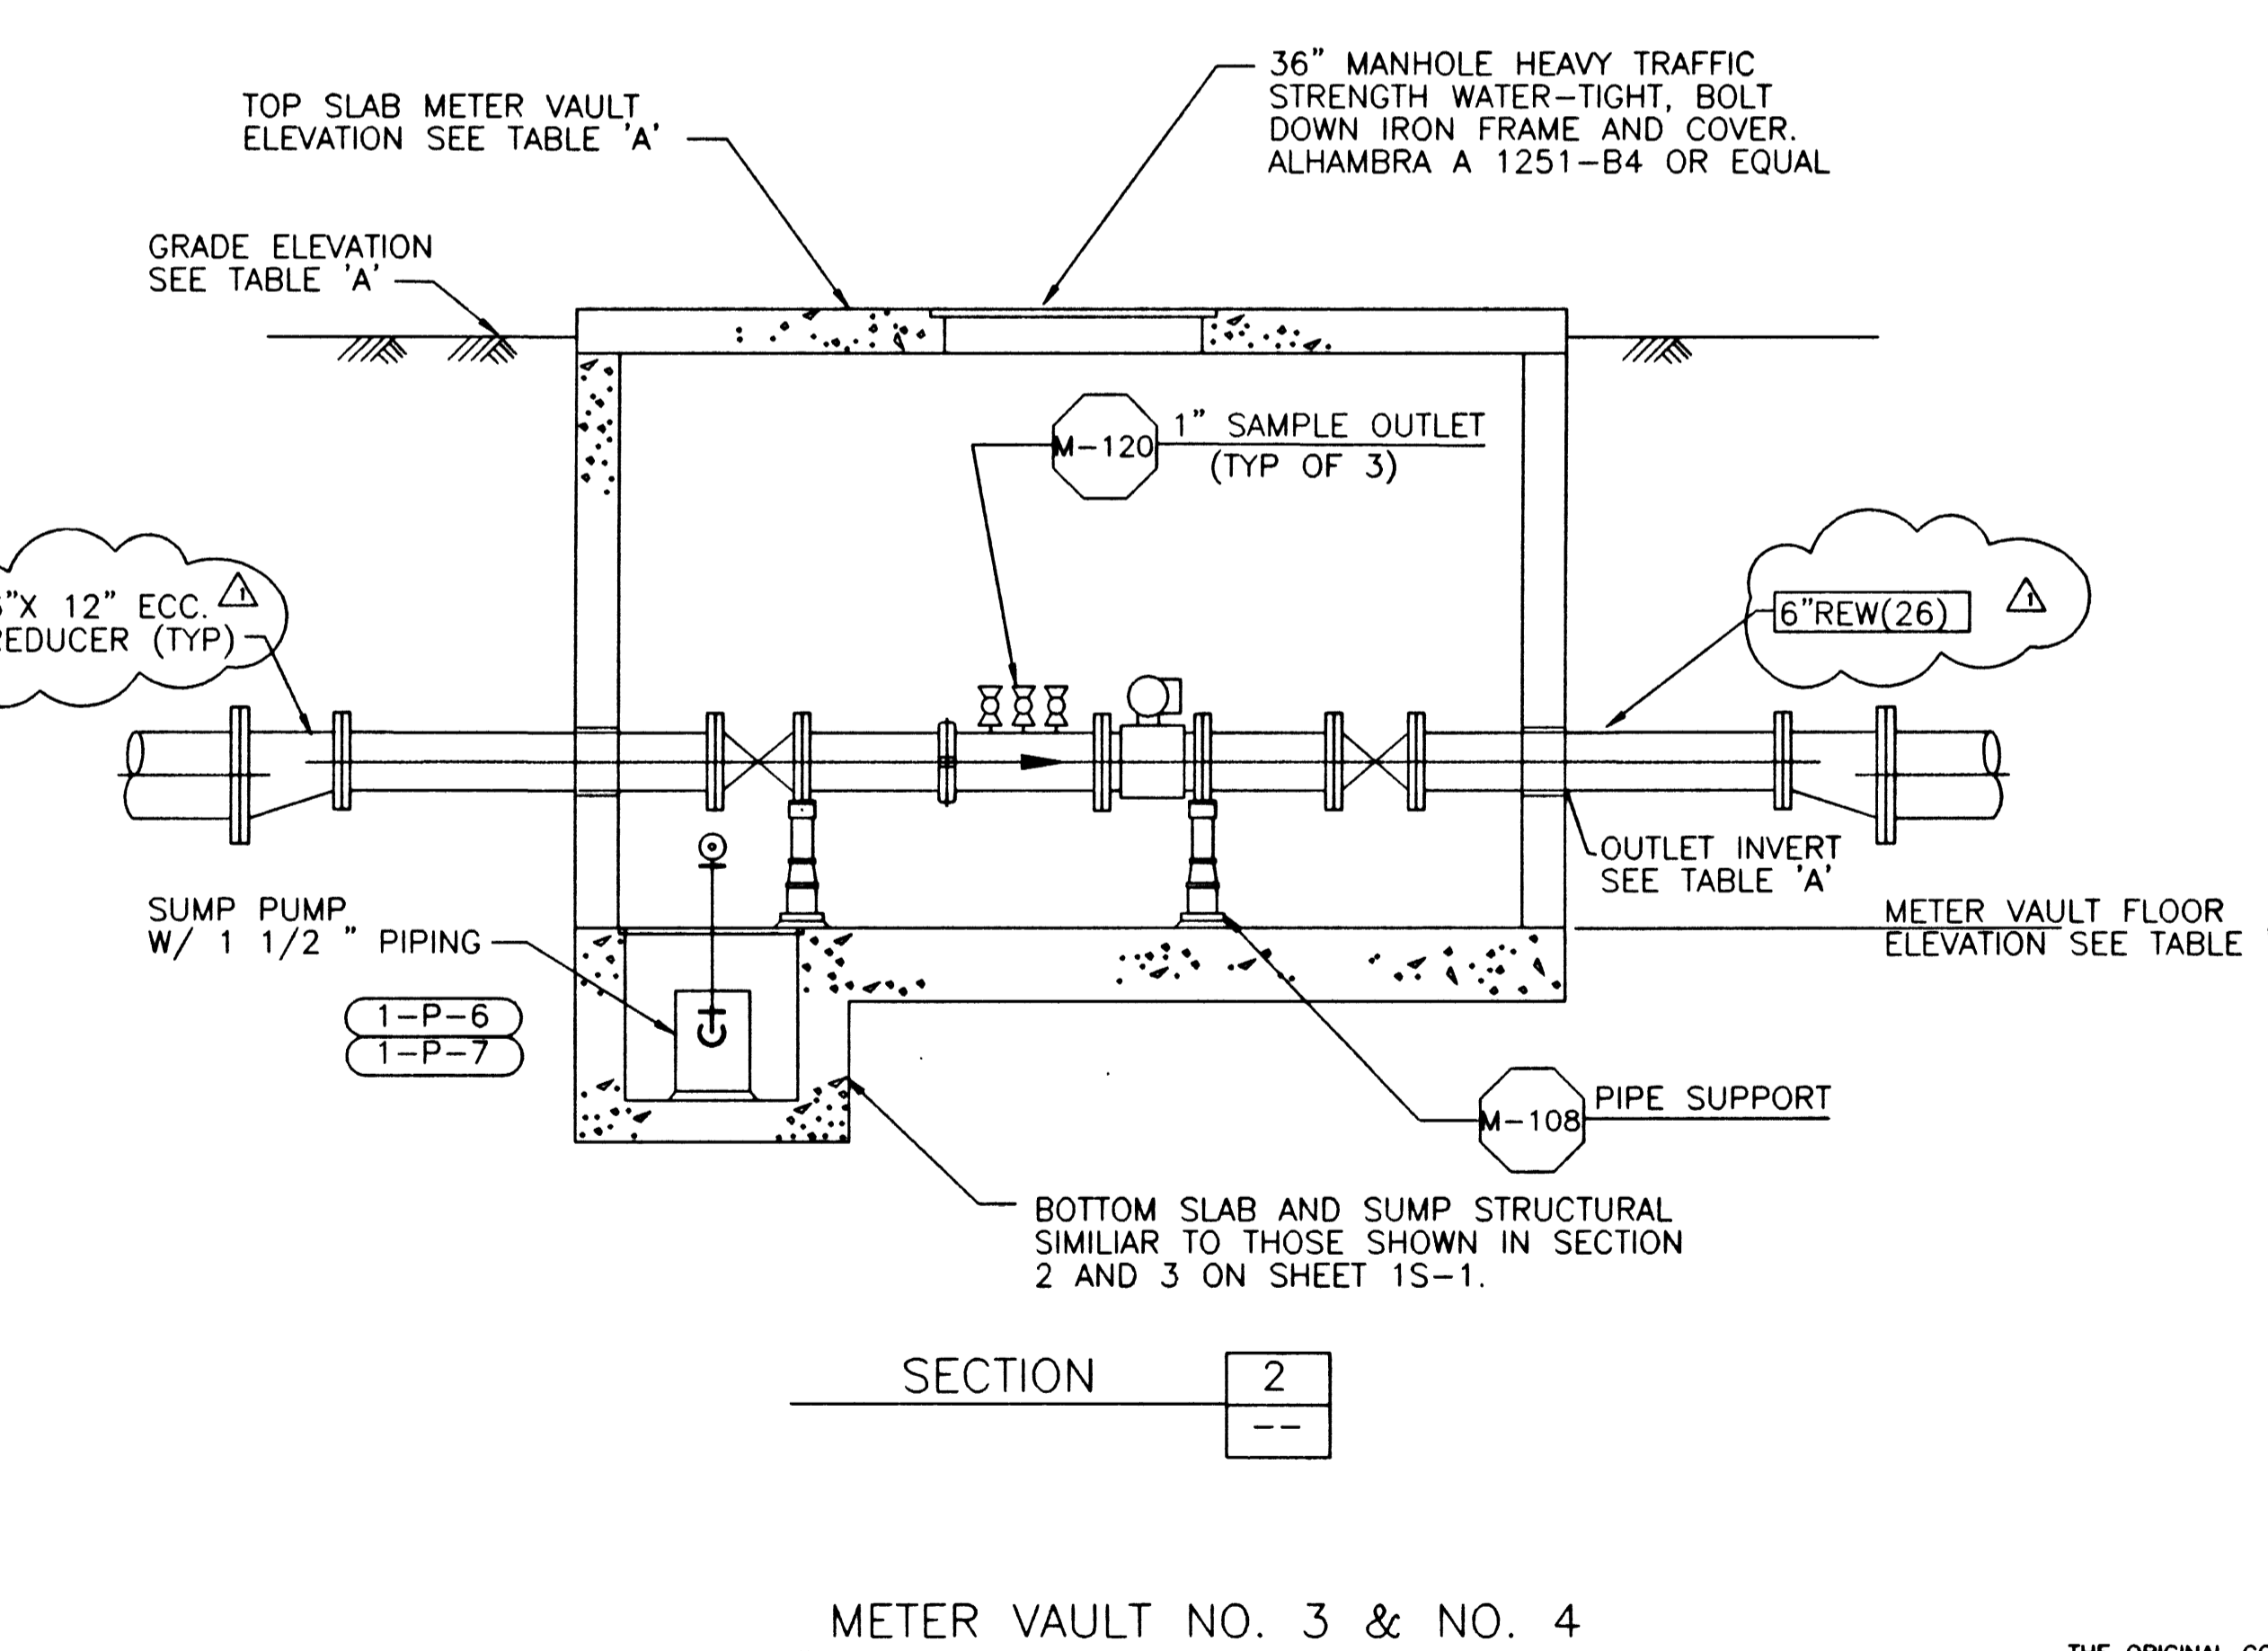 36" MANHOLE HEAVY TRAFFIC
STRENGTH WATER-TIGHT, BOLT
DOWN IRON FRAME AND COVER.
ALHAMBRA A 1251-B4 OR EQUAL
TOP SLAB METER VAULT
ELEVATION SEE TABLE 'A'
GRADE ELEVATION
SEE TABLE 'A'
M-120
1" SAMPLE OUTLET
(TYP OF 3)
"X 12" ECC.
1
EDUCER (TYP)
6"REW(26)
1
OUTLET INVERT
SEE TABLE 'A'
SUMP PUMP
W/ 1 1/2 " PIPING
METER VAULT FLOOR
ELEVATION SEE TABLE
1-P-6
1-P-7
M-108
PIPE SUPPORT
BOTTOM SLAB AND SUMP STRUCTURAL
SIMILIAR TO THOSE SHOWN IN SECTION
2 AND 3 ON SHEET 1S-1.
SECTION
2
--
METER VAULT NO. 3 & NO. 4
THE ORIGINAL